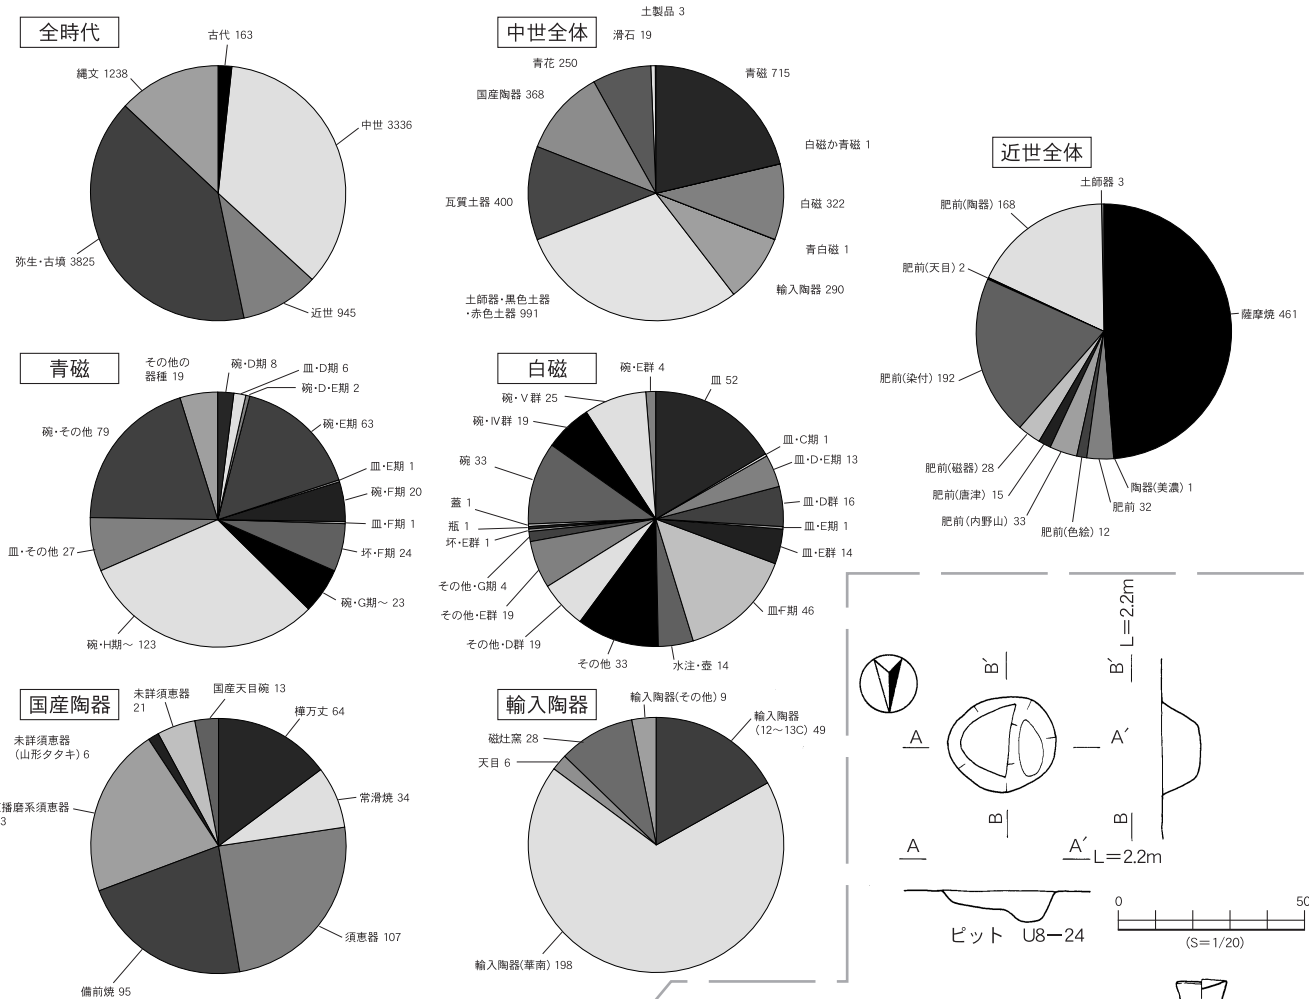 全時代
古代 163
縄文 1238
中世 3336
弥生・古墳 3825
近世 945
中世全体
土製品 3
滑石 19
青花 250
青磁 715
国産陶器 368
白磁か青磁 1
瓦質土器 400
白磁 322
青白磁 1
輸入陶器 290
土師器・黒色土器
・赤色土器 991
近世全体
土師器 3
肥前(陶器) 168
肥前(天目) 2
薩摩焼 461
肥前(染付) 192
肥前(磁器) 28
肥前(唐津) 15
肥前(内野山) 33
肥前(色絵) 12
肥前 32
陶器(美濃) 1
青磁
その他の
器種 19
碗・D期 8
皿・D期 6
碗・D・E期 2
碗・E期 63
碗・その他 79
皿・E期 1
碗・F期 20
皿・F期 1
坏・F期 24
皿・その他 27
碗・G期～ 23
碗・H期～ 123
白磁
碗・E群 4
皿 52
碗・Ⅴ群 25
碗・Ⅳ群 19
皿・C期 1
皿・D・E期 13
碗 33
皿・D群 16
蓋 1
瓶 1
皿・E期 1
坏・E群 1
皿・E群 14
その他・G期 4
その他・E群 19
皿・F期 46
その他・D群 19
その他 33
水注・壺 14
国産陶器
未詳須恵器
21
国産天目碗 13
樺万丈 64
未詳須恵器
（山形タタキ) 6
常滑焼 34
播磨系須恵器
3
須恵器 107
備前焼 95
輸入陶器
輸入陶器(その他) 9
輸入陶器
（12～13C） 49
磁灶窯 28
天目 6
輸入陶器(華南) 198
L＝2.2m
B′
B′
A
A′
B
B
A
A′
L＝2.2m
ピット U8－24
0
50
(S＝1/20)